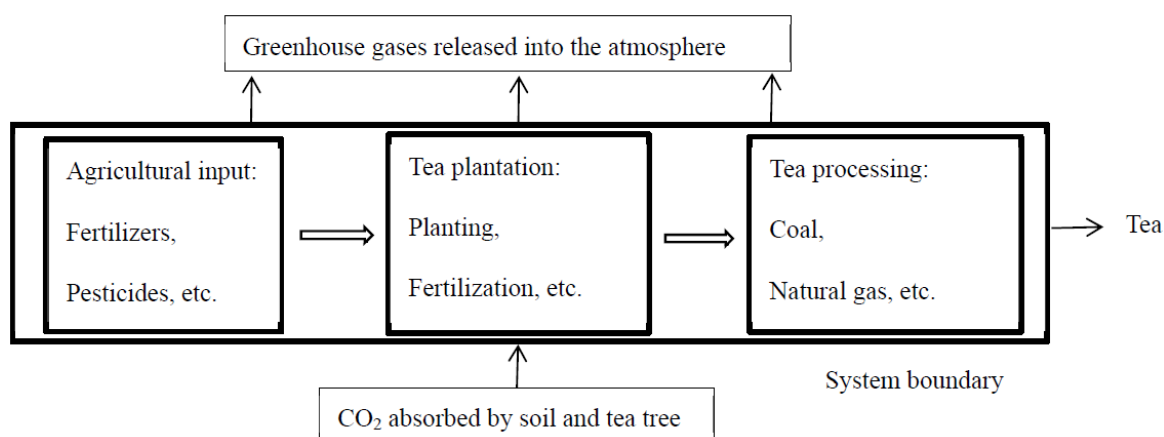 Greenhouse gases released into the atmosphere
Agricultural input:
Fertilizers,
Pesticides, etc.
Tea plantation:
Planting,
Fertilization, etc.
Tea processing:
Coal,
Natural gas, etc.
Tea
System boundary
CO₂ absorbed by soil and tea tree